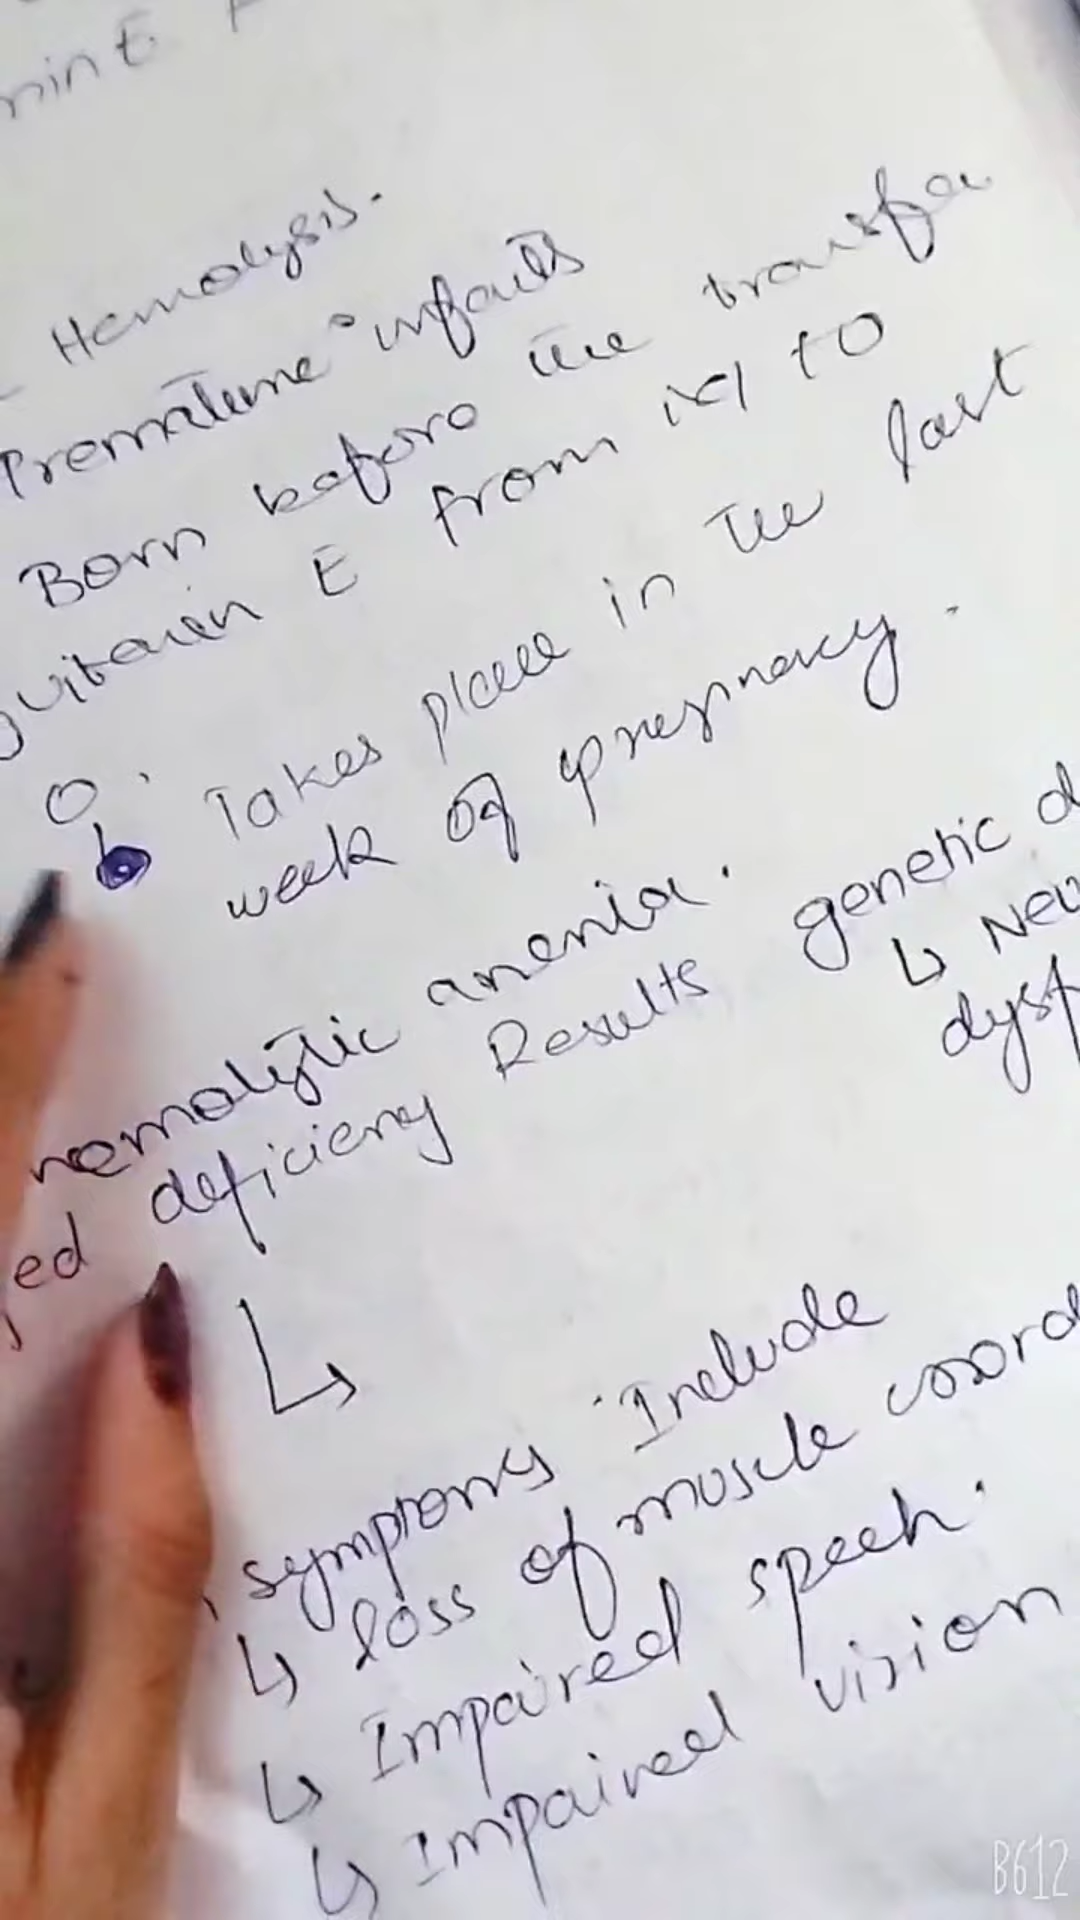 Hemolysis.
Premature infants
Born before the transfer
vitamin E from to
Takes place in the last
week of pregnancy.
hemolytic anemia.
ed deficiency Results genetic d
↳ Neu
dysf
↳
symptoms Include
↳ loss of muscle coord
↳ Impaired speech.
↳ Impaired vision
B612